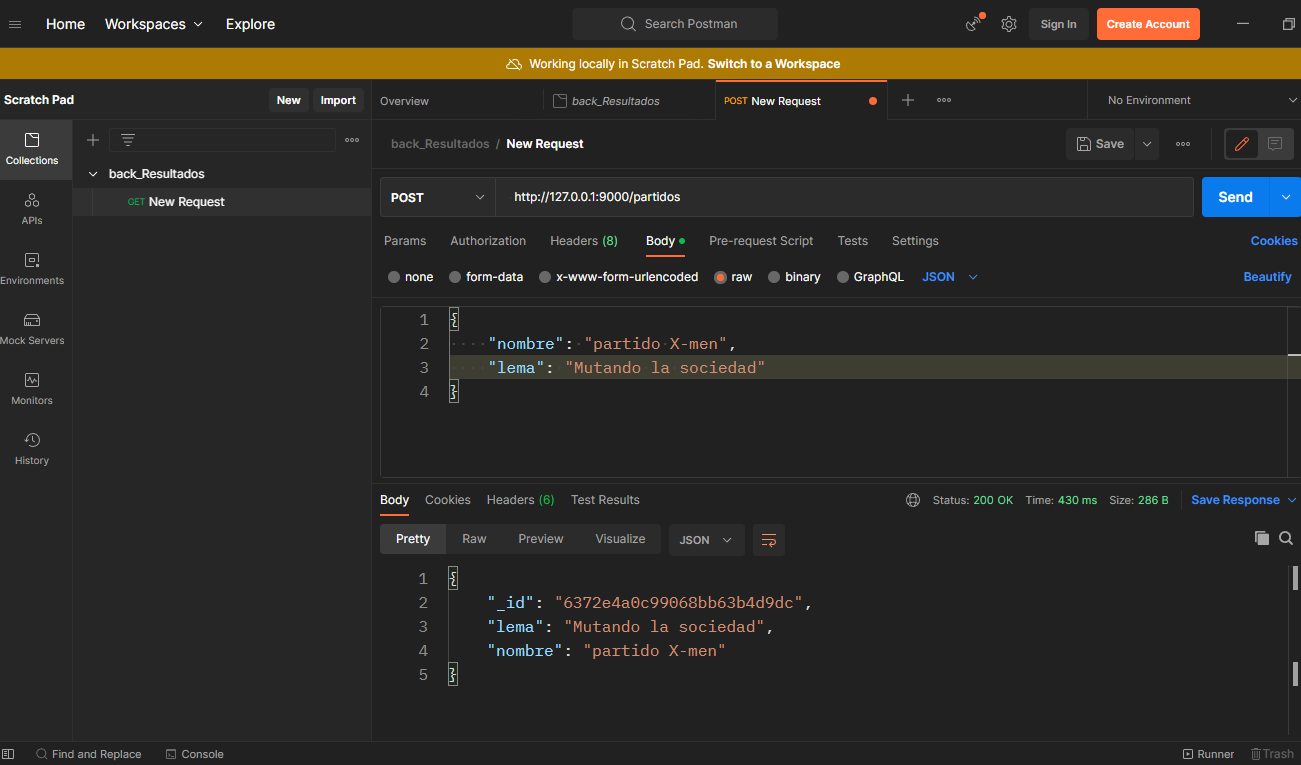 Home Workspaces Explore Search Postman Sign In Create Account
Working locally in Scratch Pad. Switch to a Workspace
Scratch Pad New Import Overview back_Resultados POST New Request No Environment
Collections
APIs
Environments
Mock Servers
Monitors
History
back_Resultados
GET New Request
back_Resultados / New Request Save
POST http://127.0.0.1:9000/partidos Send
Params Authorization Headers (8) Body Pre-request Script Tests Settings Cookies
none form-data x-www-form-urlencoded raw binary GraphQL JSON Beautify
1 {
2 "nombre": "partido X-men",
3 "lema": "Mutando la sociedad"
4 }
Body Cookies Headers (6) Test Results Status: 200 OK Time: 430 ms Size: 286 B Save Response
Pretty Raw Preview Visualize JSON
1 {
2 "_id": "6372e4a0c99068bb63b4d9dc",
3 "lema": "Mutando la sociedad",
4 "nombre": "partido X-men"
5 }
Find and Replace Console Runner Trash